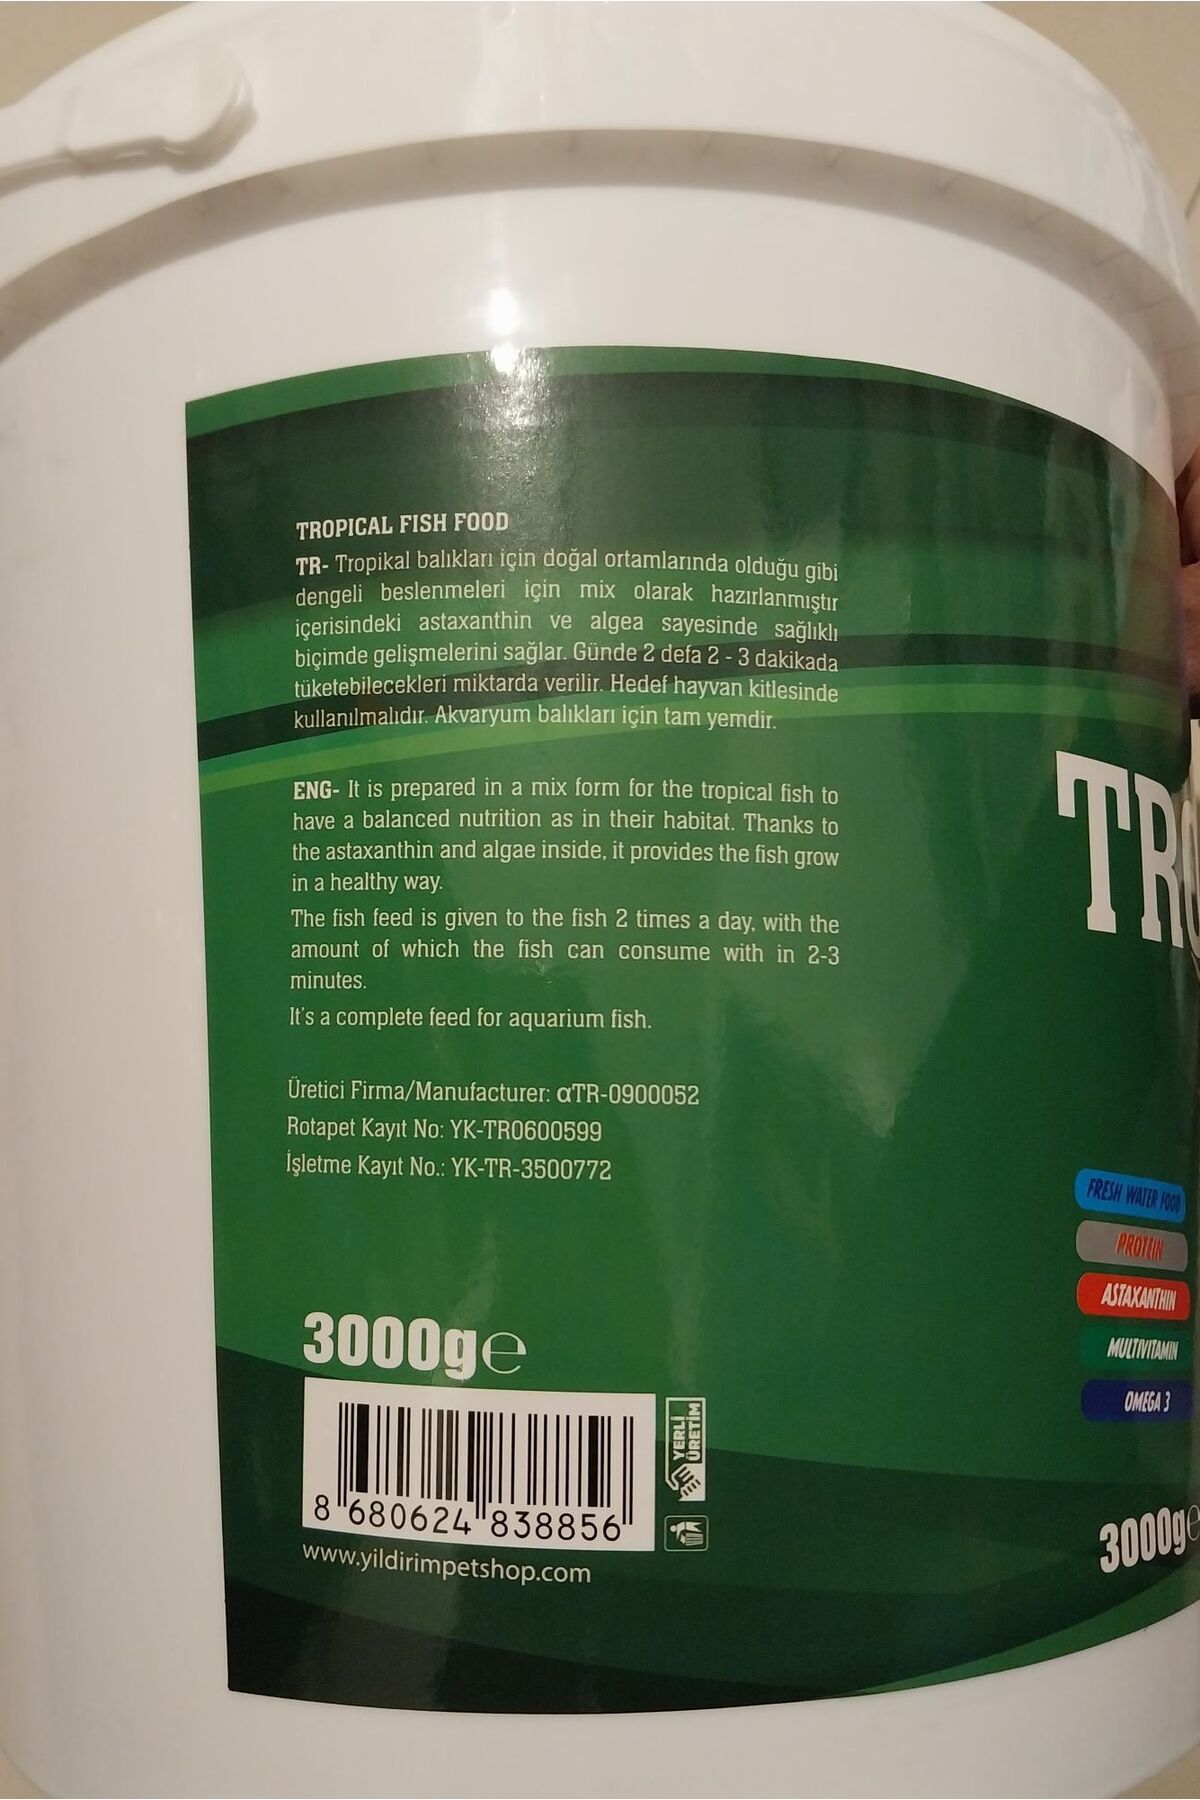 TROPICAL FISH FOOD
TR- Tropikal balıkları için doğal ortamlarında olduğu gibi
dengeli beslenmeleri için mix olarak hazırlanmıştır
içerisindeki astaxanthin ve algea sayesinde sağlıklı
biçimde gelişmelerini sağlar. Günde 2 defa 2 - 3 dakikada
tüketebilecekleri miktarda verilir. Hedef hayvan kitlesinde
kullanılmalıdır. Akvaryum balıkları için tam yemdir.
ENG- It is prepared in a mix form for the tropical fish to
have a balanced nutrition as in their habitat. Thanks to
the astaxanthin and algae inside, it provides the fish grow
in a healthy way.
The fish feed is given to the fish 2 times a day, with the
amount of which the fish can consume with in 2-3
minutes.
It's a complete feed for aquarium fish.
Üretici Firma/Manufacturer: αTR-0900052
Rotapet Kayıt No: YK-TR0600599
İşletme Kayıt No.: YK-TR-3500772
3000g℮
8 680624 838856
YERLİ
ÜRETİM
www.yildirimpetshop.com
FRESH WATER FOOD
PROTEIN
ASTAXANTHIN
MULTIVITAMIN
OMEGA 3
3000g℮